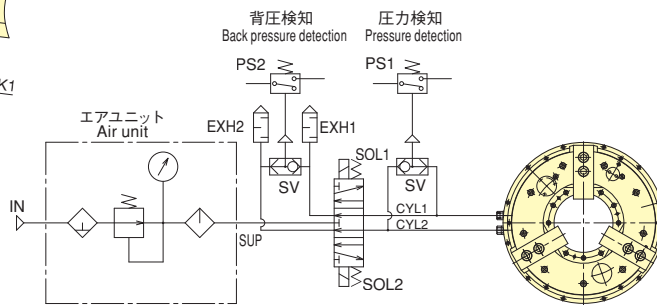 背圧検知
Back pressure detection
圧力検知
Pressure detection
PS2
PS1
K1
エアユニット
Air unit
EXH2
EXH1
SOL1
SV
SV
IN
CYL1
CYL2
SUP
SOL2